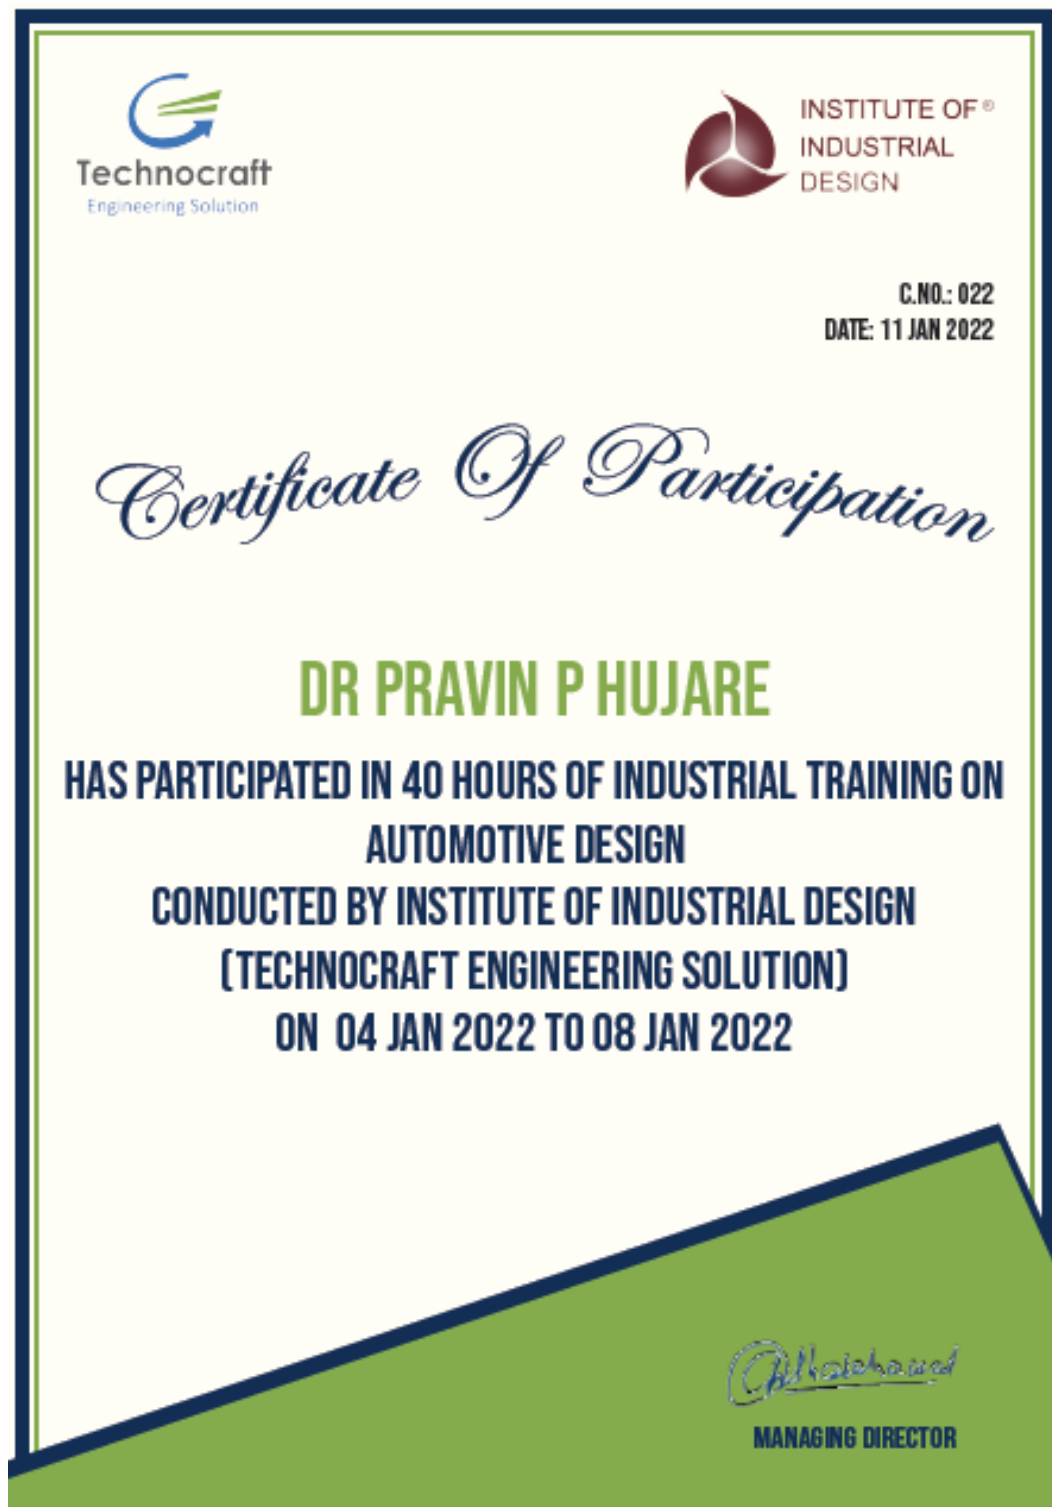 Technocraft
Engineering Solution
INSTITUTE OF ®
INDUSTRIAL
DESIGN
C.NO.: 022
DATE: 11 JAN 2022
Certificate Of Participation
DR PRAVIN P HUJARE
HAS PARTICIPATED IN 40 HOURS OF INDUSTRIAL TRAINING ON
AUTOMOTIVE DESIGN
CONDUCTED BY INSTITUTE OF INDUSTRIAL DESIGN
(TECHNOCRAFT ENGINEERING SOLUTION)
ON 04 JAN 2022 TO 08 JAN 2022
MANAGING DIRECTOR